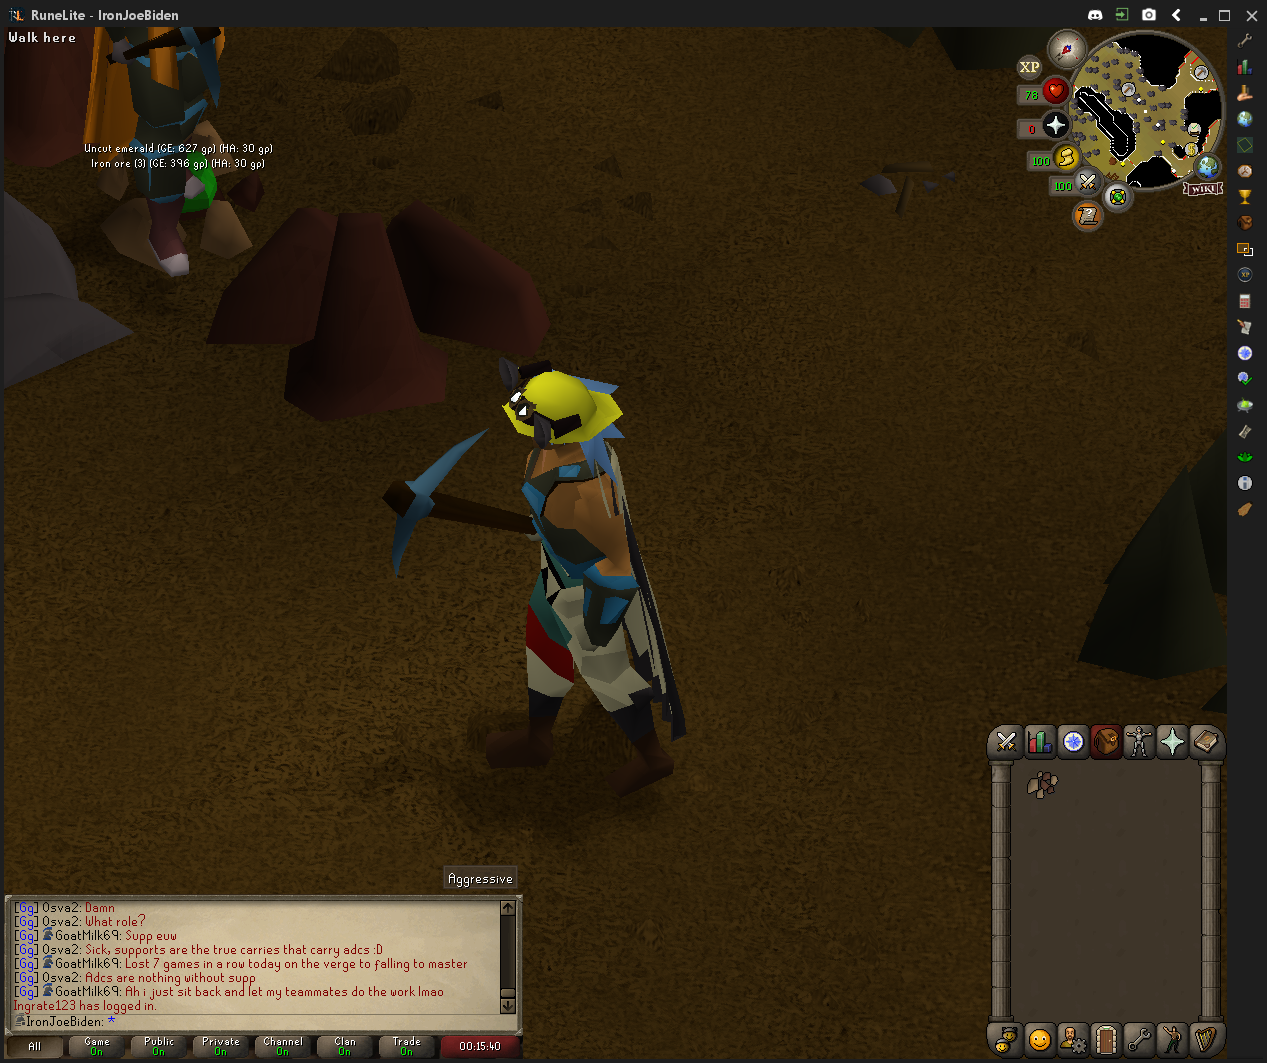 RuneLite - IronJoeBiden
Walk here
XP
78
0
100
100
WIKI
Uncut emerald (GE: 627 gp) (HA: 30 gp)
Iron ore (3) (GE: 396 gp) (HA: 30 gp)
Aggressive
[Gg] Osva2: Damn
[Gg] Osva2: What role?
[Gg] GoatMilk69: Supp euw
[Gg] Osva2: Sick, supports are the true carries that carry adcs :D
[Gg] GoatMilk69: Lost 7 games in a row today on the verge to falling to master
[Gg] Osva2: Adcs are nothing without supp
[Gg] GoatMilk69: Ah i just sit back and let my teammates do the work lmao
Ingrate123 has logged in.
IronJoeBiden: *
All
Game
On
Public
On
Private
On
Channel
On
Clan
On
Trade
On
00:15:40